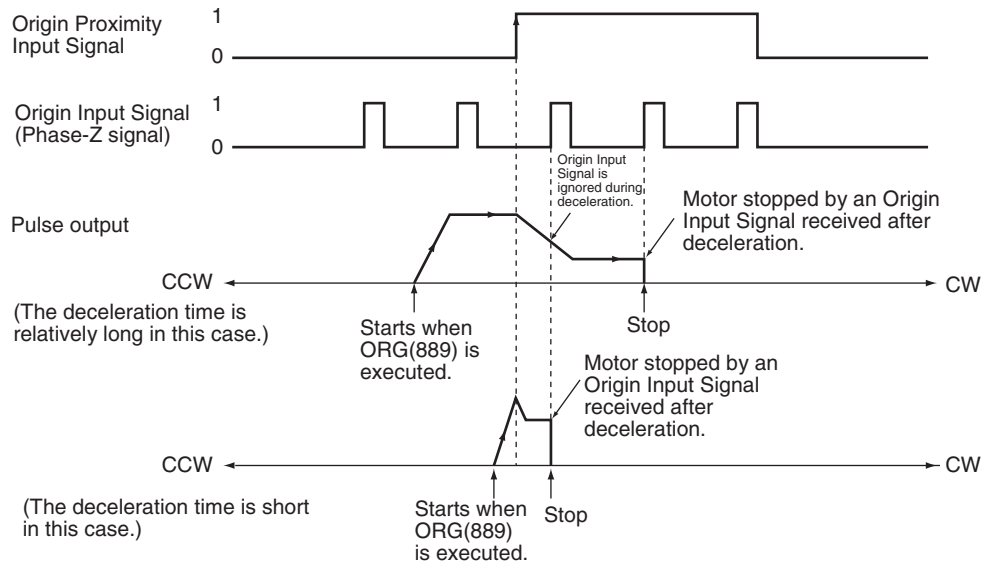 Origin Proximity
Input Signal
1
0
Origin Input Signal
(Phase-Z signal)
1
0
Origin Input
Signal is
ignored during
deceleration.
Motor stopped by an Origin
Input Signal received after
deceleration.
Pulse output
CCW
CW
(The deceleration time is
relatively long in this case.)
Starts when
ORG(889) is
executed.
Stop
Motor stopped by an
Origin Input Signal
received after
deceleration.
CCW
CW
(The deceleration time is short
in this case.)
Starts when
ORG(889)
is executed.
Stop